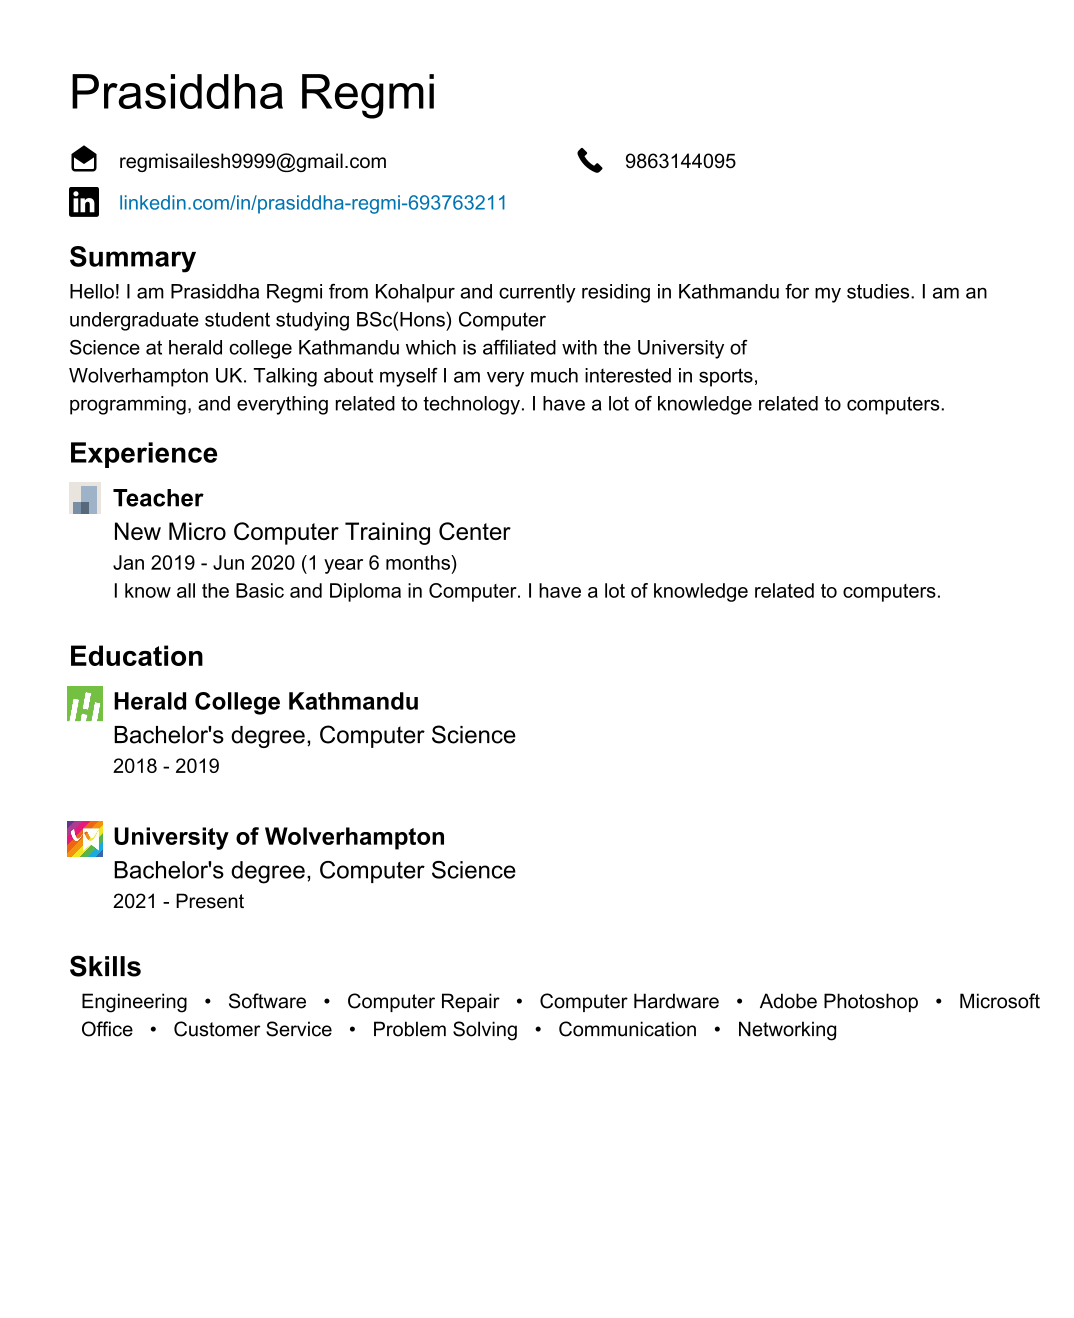 Prasiddha Regmi
regmisailesh9999@gmail.com 9863144095
linkedin.com/in/prasiddha-regmi-693763211
Summary
Hello! I am Prasiddha Regmi from Kohalpur and currently residing in Kathmandu for my studies. I am an
undergraduate student studying BSc(Hons) Computer
Science at herald college Kathmandu which is affiliated with the University of
Wolverhampton UK. Talking about myself I am very much interested in sports,
programming, and everything related to technology. I have a lot of knowledge related to computers.
Experience
Teacher
New Micro Computer Training Center
Jan 2019 - Jun 2020 (1 year 6 months)
I know all the Basic and Diploma in Computer. I have a lot of knowledge related to computers.
Education
Herald College Kathmandu
Bachelor's degree, Computer Science
2018 - 2019
University of Wolverhampton
Bachelor's degree, Computer Science
2021 - Present
Skills
Engineering • Software • Computer Repair • Computer Hardware • Adobe Photoshop • Microsoft
Office • Customer Service • Problem Solving • Communication • Networking